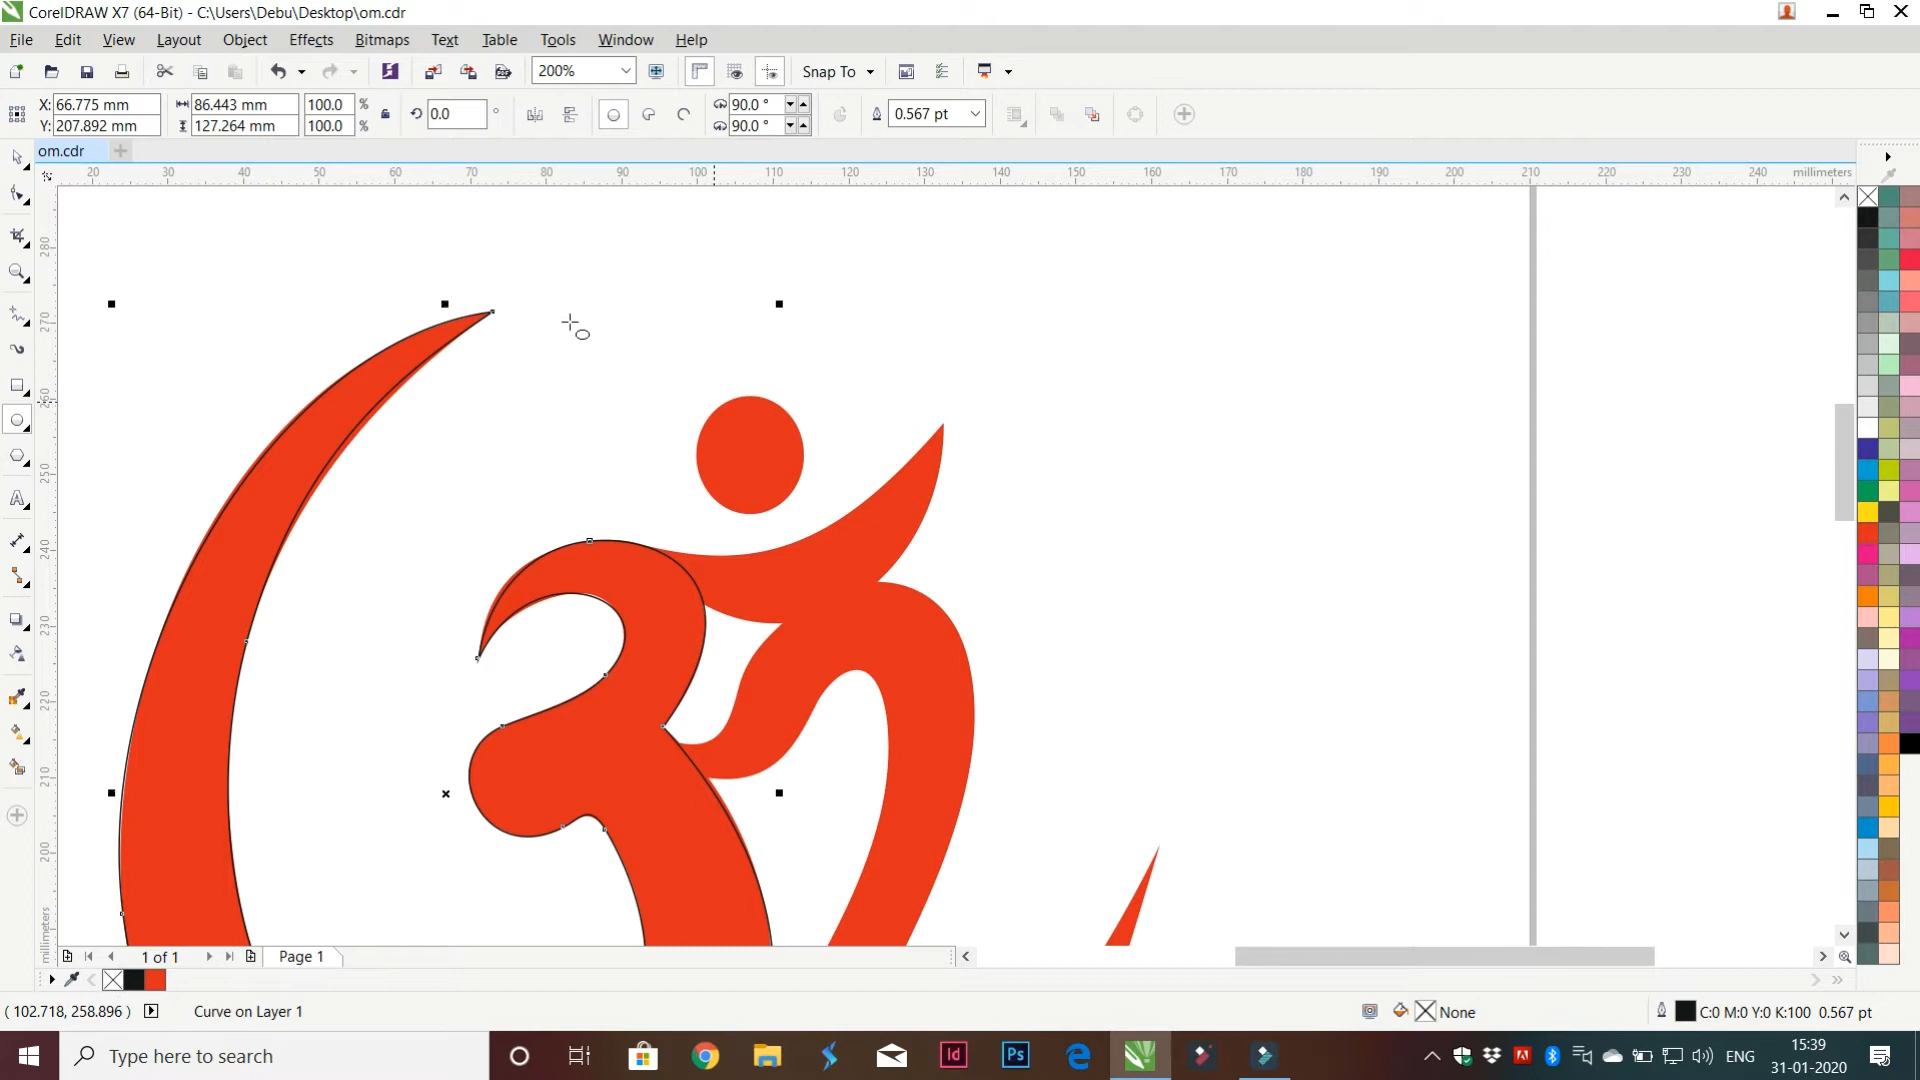 CorelDRAW X7 (64-Bit) - C:\Users\Debu\Desktop\om.cdr
File Edit View Layout Object Effects Bitmaps Text Table Tools Window Help
200% Snap To
X: 66.775 mm 86.443 mm 100.0 % 0.0 ° 90.0 ° 0.567 pt
Y: 207.892 mm 127.264 mm 100.0 % 90.0 °
om.cdr
20 30 40 50 60 70 80 90 100 110 120 130 140 150 160 170 180 190 200 210 220 230 240 millimeters
280
270
260
250
240
230
220
210
200
millimeters
1 of 1 Page 1
( 102.718, 258.896 ) Curve on Layer 1 None C:0 M:0 Y:0 K:100 0.567 pt
Type here to search Id Ps ENG 15:39
31-01-2020